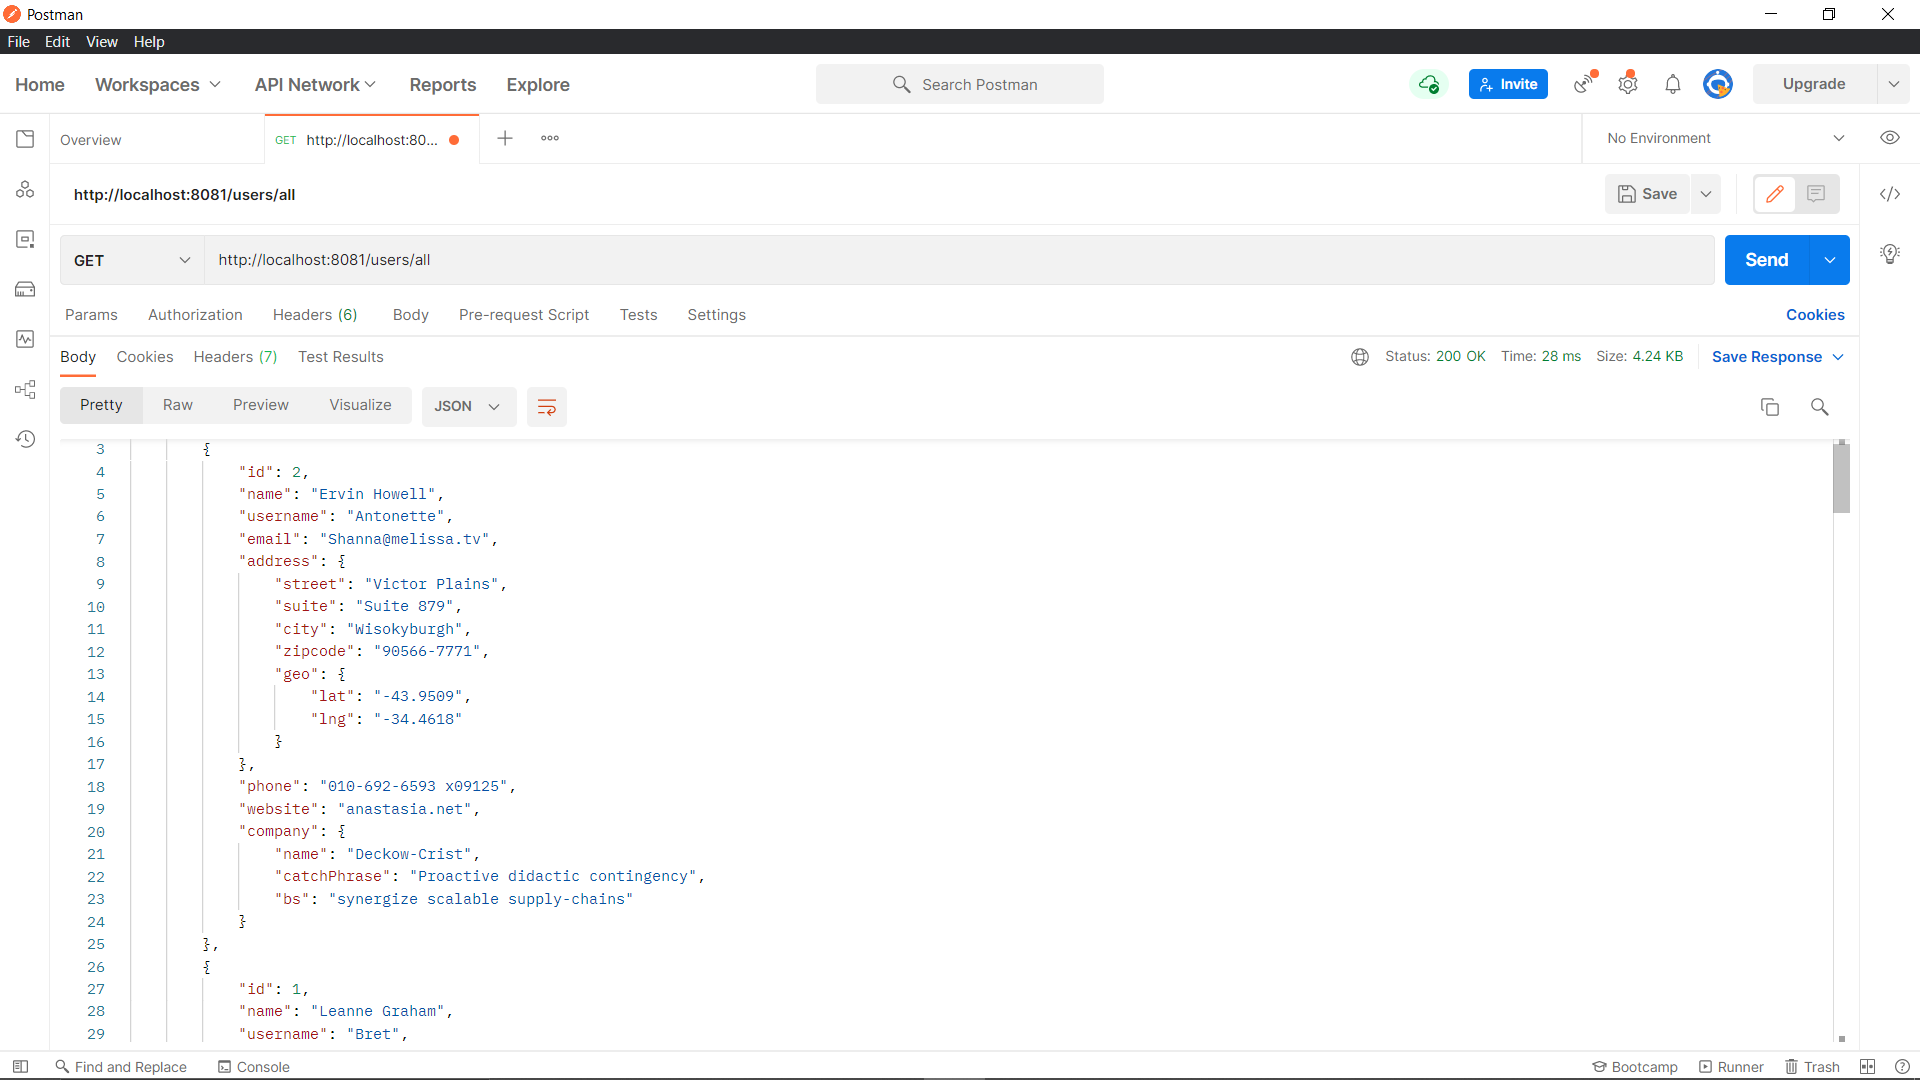 Postman
File Edit View Help
Home Workspaces API Network Reports Explore Search Postman Invite Upgrade
Overview GET http://localhost:80... No Environment
http://localhost:8081/users/all Save
GET http://localhost:8081/users/all Send
Params Authorization Headers (6) Body Pre-request Script Tests Settings Cookies
Body Cookies Headers (7) Test Results Status: 200 OK Time: 28 ms Size: 4.24 KB Save Response
Pretty Raw Preview Visualize JSON
3 {
4 "id": 2,
5 "name": "Ervin Howell",
6 "username": "Antonette",
7 "email": "Shanna@melissa.tv",
8 "address": {
9 "street": "Victor Plains",
10 "suite": "Suite 879",
11 "city": "Wisokyburgh",
12 "zipcode": "90566-7771",
13 "geo": {
14 "lat": "-43.9509",
15 "lng": "-34.4618"
16 }
17 },
18 "phone": "010-692-6593 x09125",
19 "website": "anastasia.net",
20 "company": {
21 "name": "Deckow-Crist",
22 "catchPhrase": "Proactive didactic contingency",
23 "bs": "synergize scalable supply-chains"
24 }
25 },
26 {
27 "id": 1,
28 "name": "Leanne Graham",
29 "username": "Bret",
Find and Replace Console Bootcamp Runner Trash